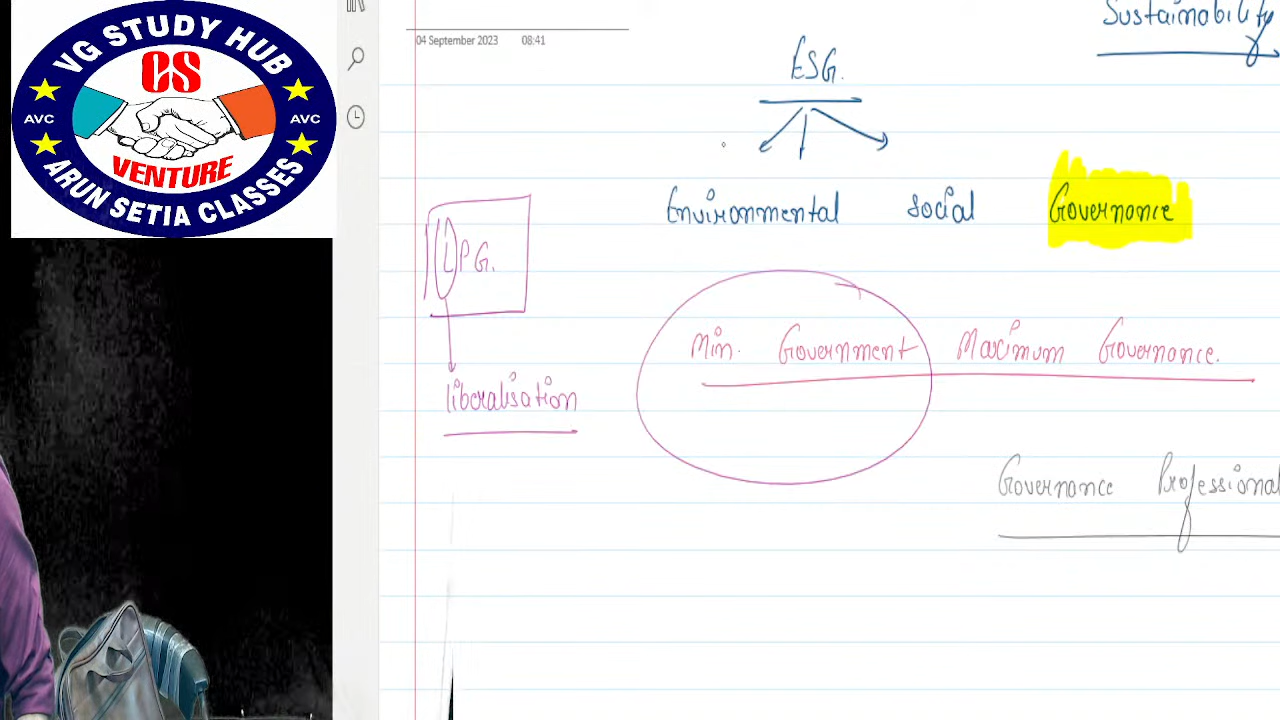 VG STUDY HUB
CS
AVC
AVC
VENTURE
ARUN SETIA CLASSES
04 September 2023 08:41
Sustainability
ESG.
Environmental Social Governance
LPG.
Min. Government Maximum Governance.
liberalisation
Governance Professional